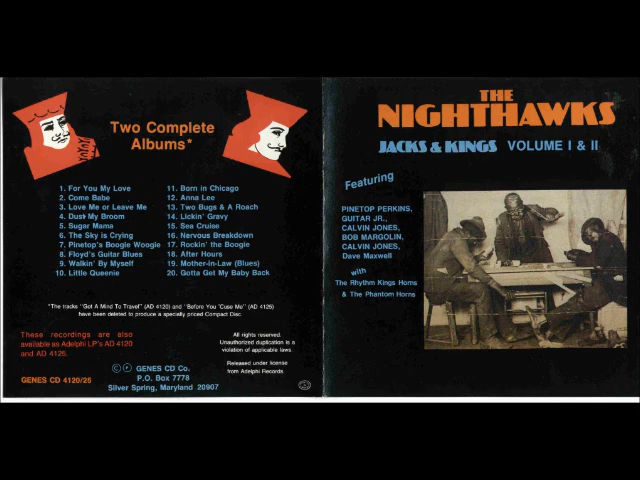 Two Complete
Albums*
1. For You My Love
2. Come Babe
3. Love Me or Leave Me
4. Dust My Broom
5. Sugar Mama
6. The Sky is Crying
7. Pinetop's Boogie Woogie
8. Floyd's Guitar Blues
9. Walkin' By Myself
10. Little Queenie
11. Born in Chicago
12. Anna Lee
13. Two Bugs & A Roach
14. Lickin' Gravy
15. Sea Cruise
16. Nervous Breakdown
17. Rockin' the Boogie
18. After Hours
19. Mother-in-Law (Blues)
20. Gotta Get My Baby Back
*The tracks "Got A Mind To Travel" (AD 4120) and "Before You 'Cuse Me" (AD 4125)
have been deleted to produce a specially priced Compact Disc.
These recordings are also
available as Adelphi LP's AD 4120
and AD 4125.
GENES CD 4120/25
© ℗ GENES CD Co.
P.O. Box 7778
Silver Spring, Maryland 20907
All rights reserved.
Unauthorized duplication is a
violation of applicable laws.
Released under license
from Adelphi Records
THE
NIGHTHAWKS
JACKS & KINGS VOLUME I & II
Featuring
PINETOP PERKINS,
GUITAR JR.,
CALVIN JONES,
BOB MARGOLIN,
CALVIN JONES,
Dave Maxwell
with
The Rhythm Kings Horns
& The Phantom Horns